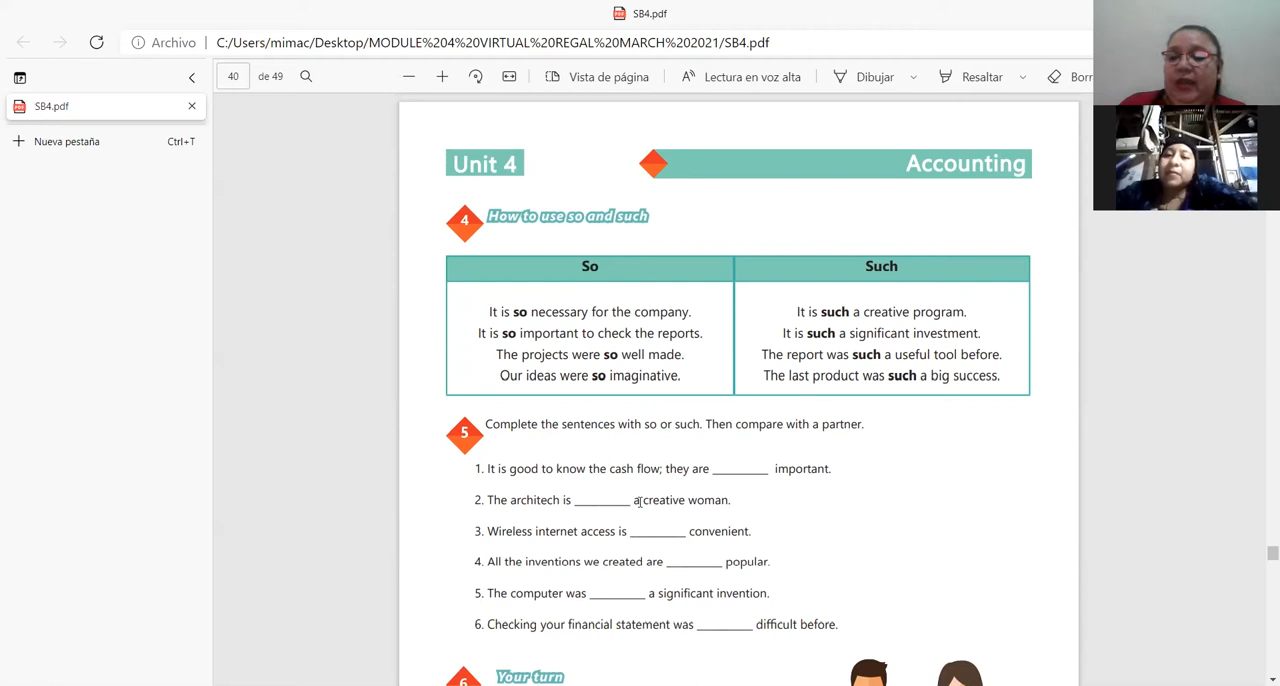 SB4.pdf
Archivo
C:/Users/mimac/Desktop/MODULE%204%20VIRTUAL%20REGAL%20MARCH%202021/SB4.pdf
40 de 49
Vista de página
Lectura en voz alta
Dibujar
Resaltar
Borr
SB4.pdf
Nueva pestaña Ctrl+T
Unit 4
Accounting
4 How to use so and such
So Such
It is so necessary for the company. It is such a creative program.
It is so important to check the reports. It is such a significant investment.
The projects were so well made. The report was such a useful tool before.
Our ideas were so imaginative. The last product was such a big success.
5 Complete the sentences with so or such. Then compare with a partner.
1. It is good to know the cash flow; they are _________ important.
2. The architech is _________ a creative woman.
3. Wireless internet access is _________ convenient.
4. All the inventions we created are _________ popular.
5. The computer was _________ a significant invention.
6. Checking your financial statement was _________ difficult before.
6 Your turn